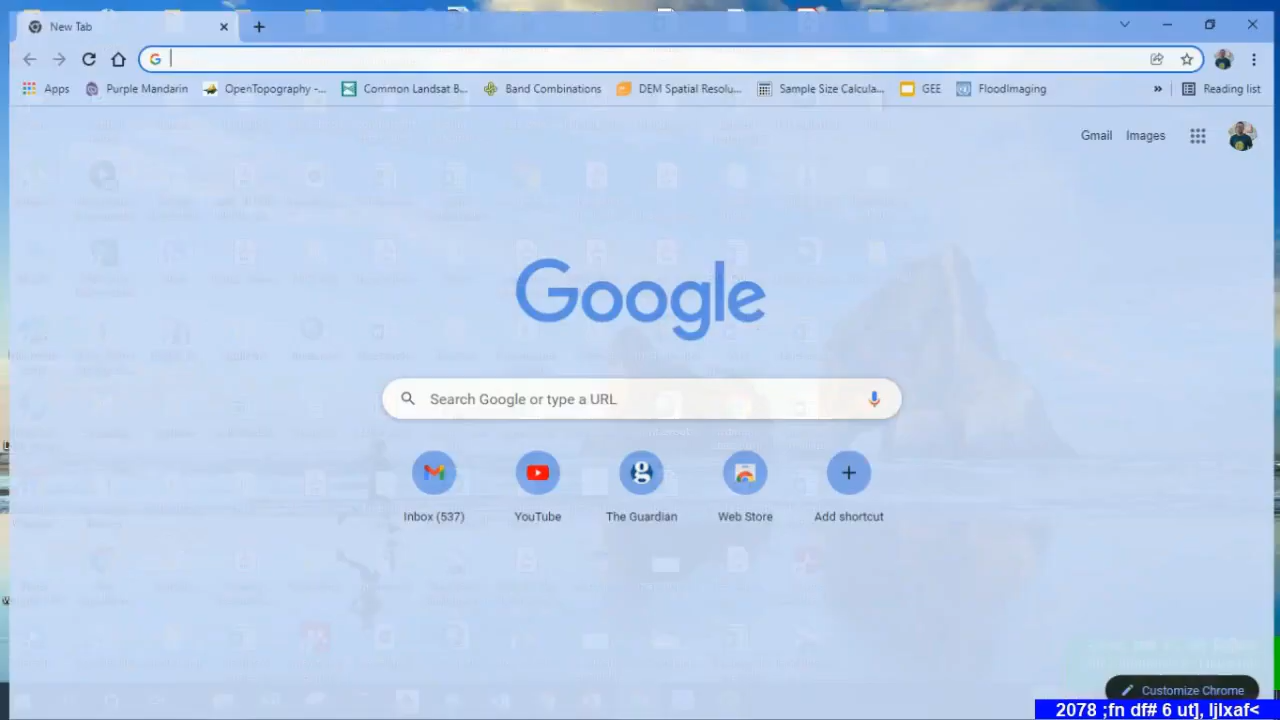 New Tab
Apps
Purple Mandarin
OpenTopography -...
Common Landsat B...
Band Combinations
DEM Spatial Resolu...
Sample Size Calcula...
GEE
FloodImaging
»
Reading list
Gmail
Images
Google
Search Google or type a URL
Inbox (537)
YouTube
The Guardian
Web Store
Add shortcut
Customize Chrome
2078 ;fn df# 6 ut], ljlxaf<